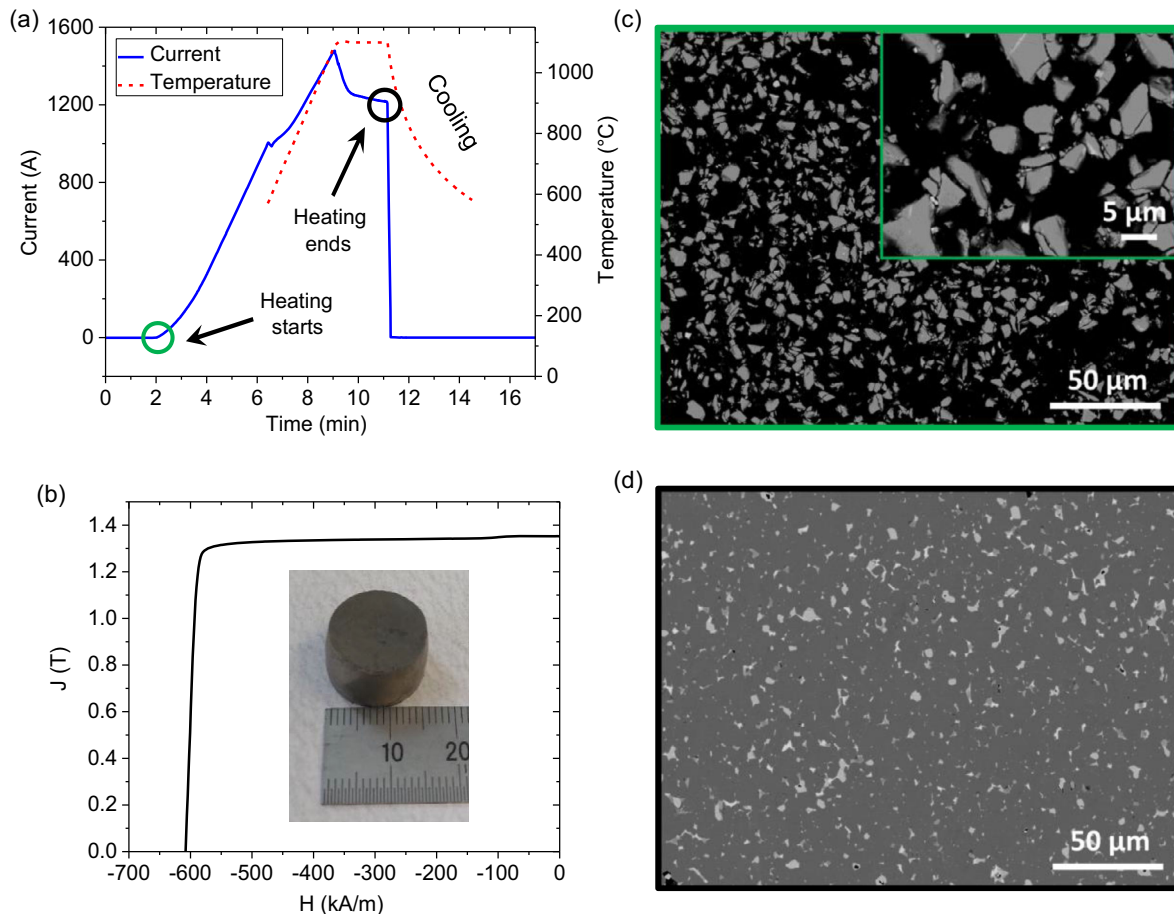 (a)
1600
1200
800
400
0
Current (A)
0
2
4
6
8
10
12
14
16
Time (min)
1000
800
600
400
200
0
Temperature (°C)
Current
Temperature
Cooling
Heating
ends
Heating
starts
(b)
1.4
1.2
1.0
0.8
0.6
0.4
0.2
0.0
J (T)
-700
-600
-500
-400
-300
-200
-100
0
H (kA/m)
10
20
(c)
5 µm
50 µm
(d)
50 µm